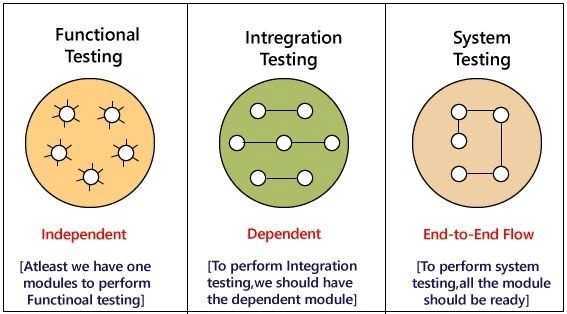 Functional
Testing
Independent
[Atleast we have one
modules to perform
Functinoal testing]
Intregration
Testing
Dependent
[To perform Integration
testing,we should have
the dependent module]
System
Testing
End-to-End Flow
[To perform system
testing,all the module
should be ready]